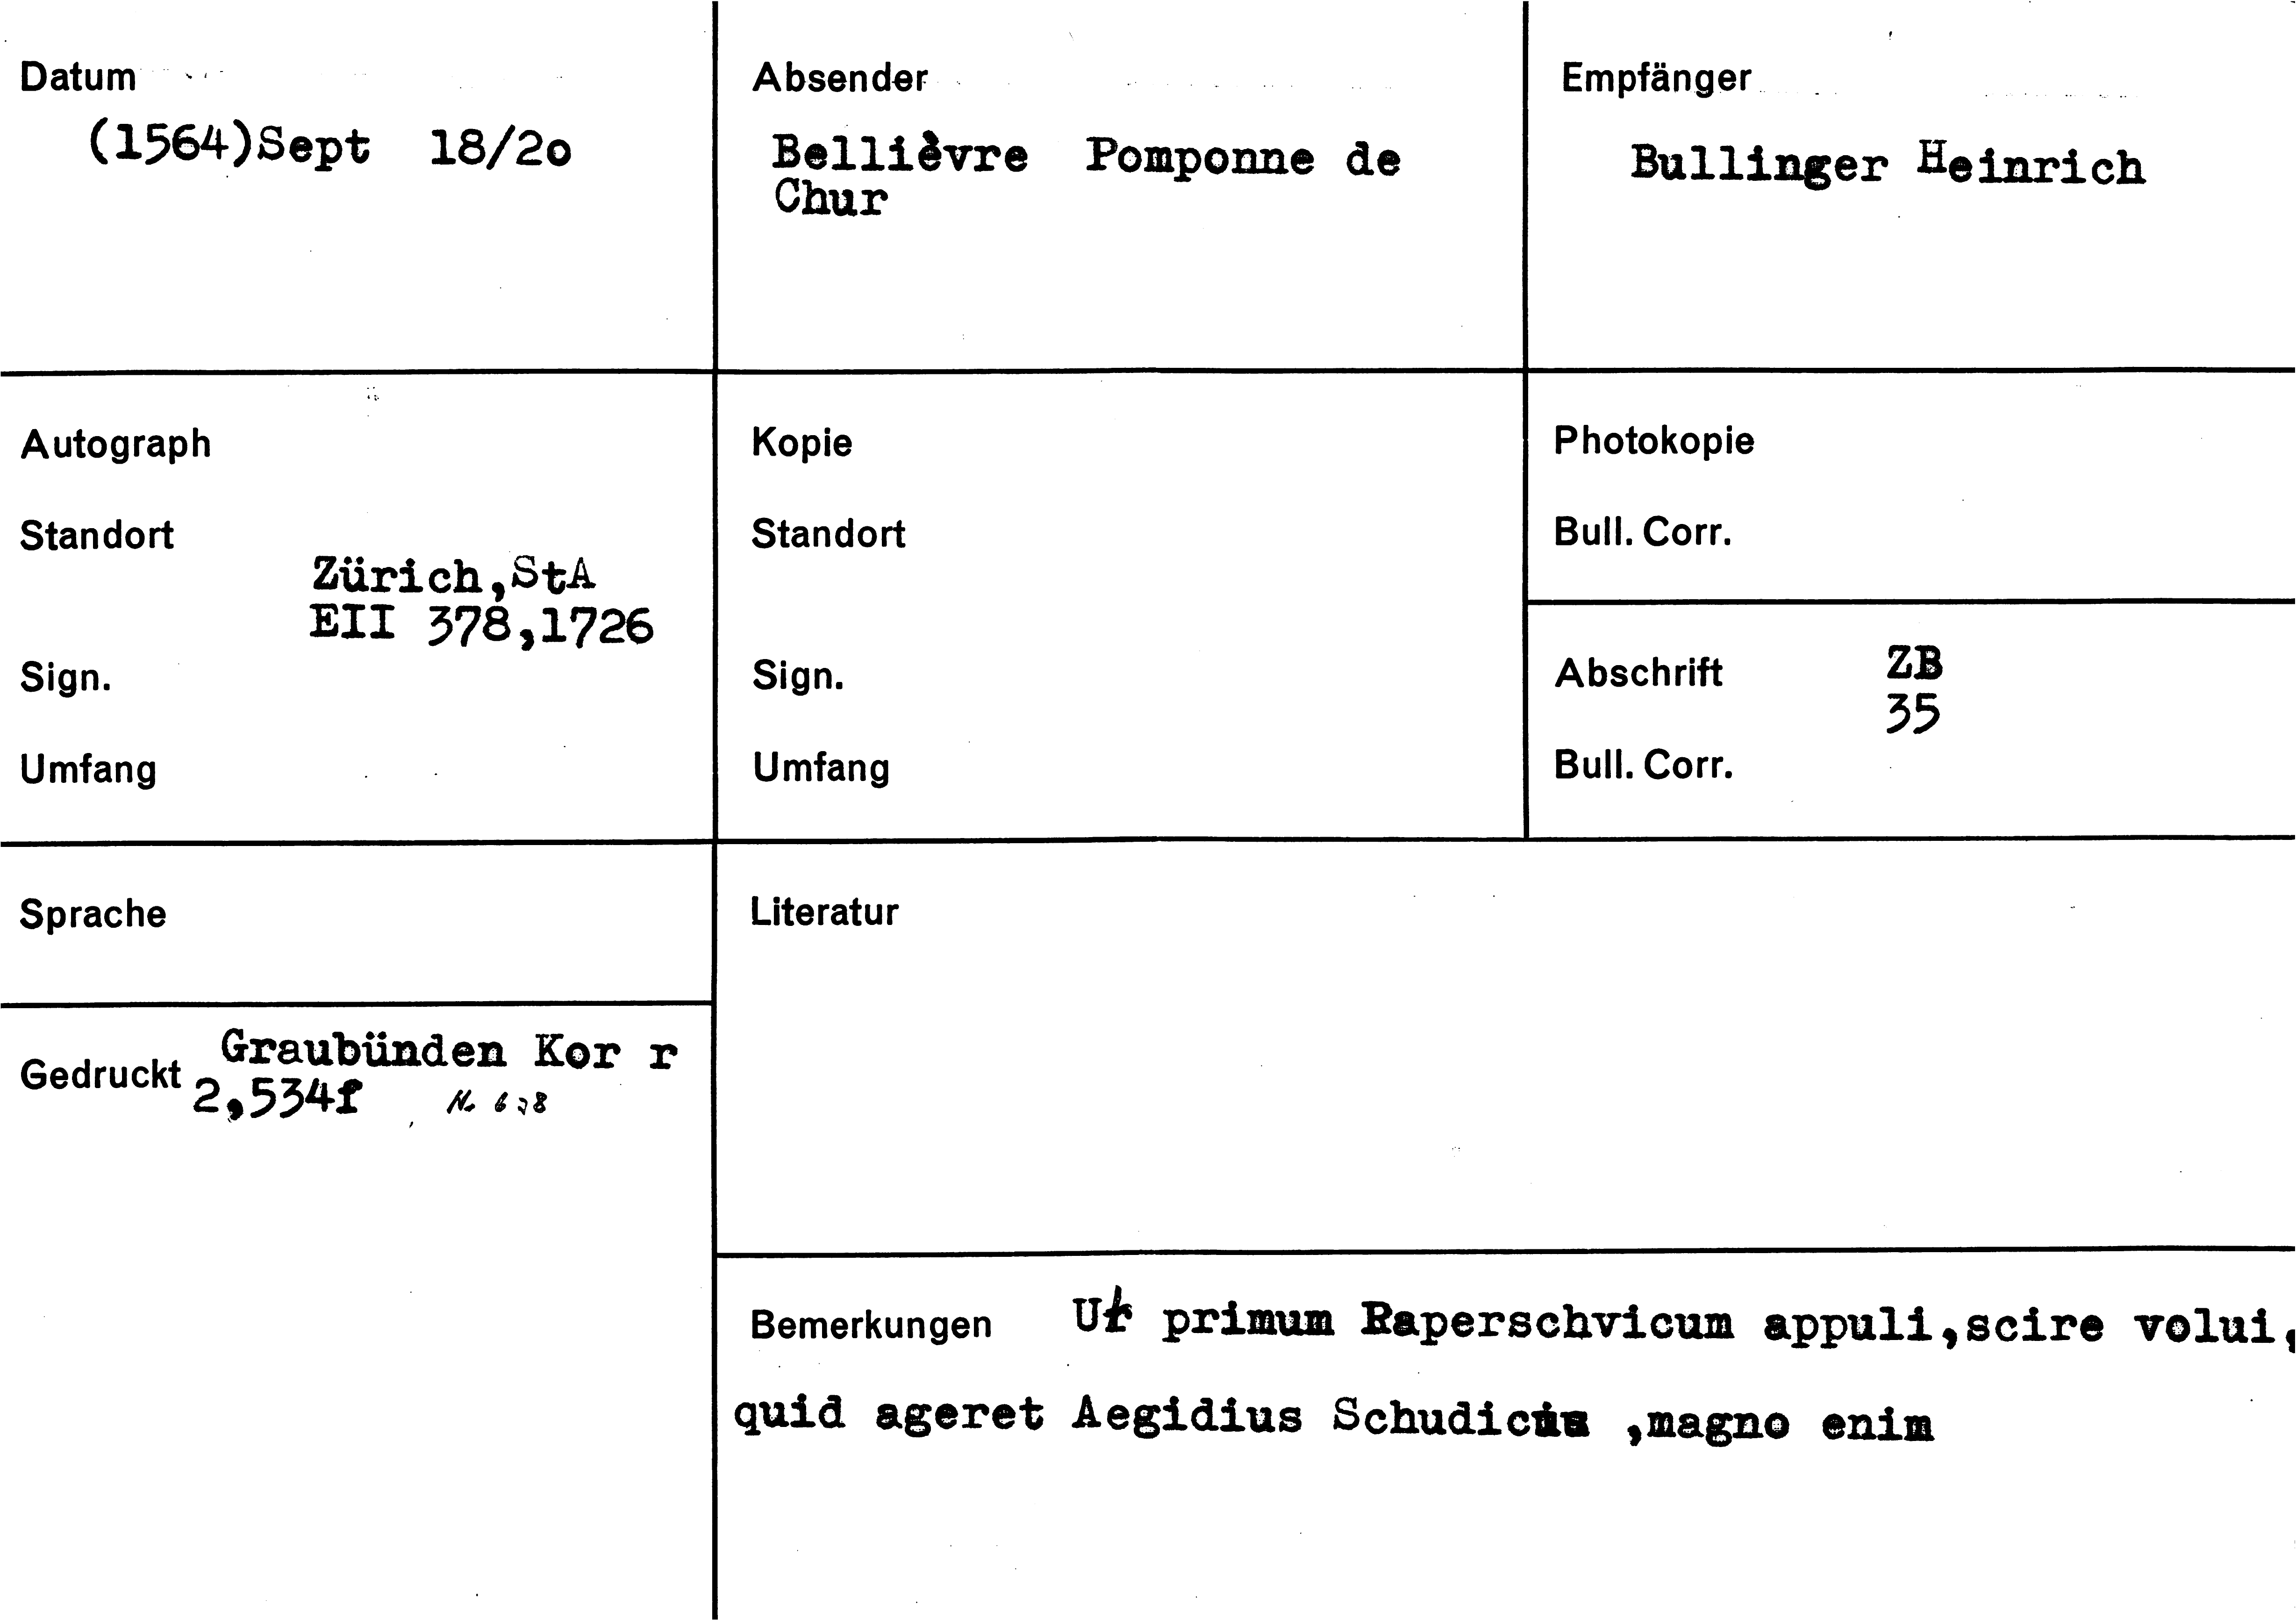 Datum
(1564)Sept 18/2o
Absender
Bellièvre Pomponne de
Chur
Empfänger
Bullinger Heinrich
Autograph
Standort
Zürich,StA
EII 378,1726
Sign.
Umfang
Kopie
Standort
Sign.
Umfang
Photokopie
Bull. Corr.
Abschrift ZB
35
Bull. Corr.
Sprache
Literatur
Gedruckt Graubünden Kor r
2,534f
Bemerkungen Ut primum Raperschvicum appuli,scire volui,
quid ageret Aegidius Schudicus ,magno enim